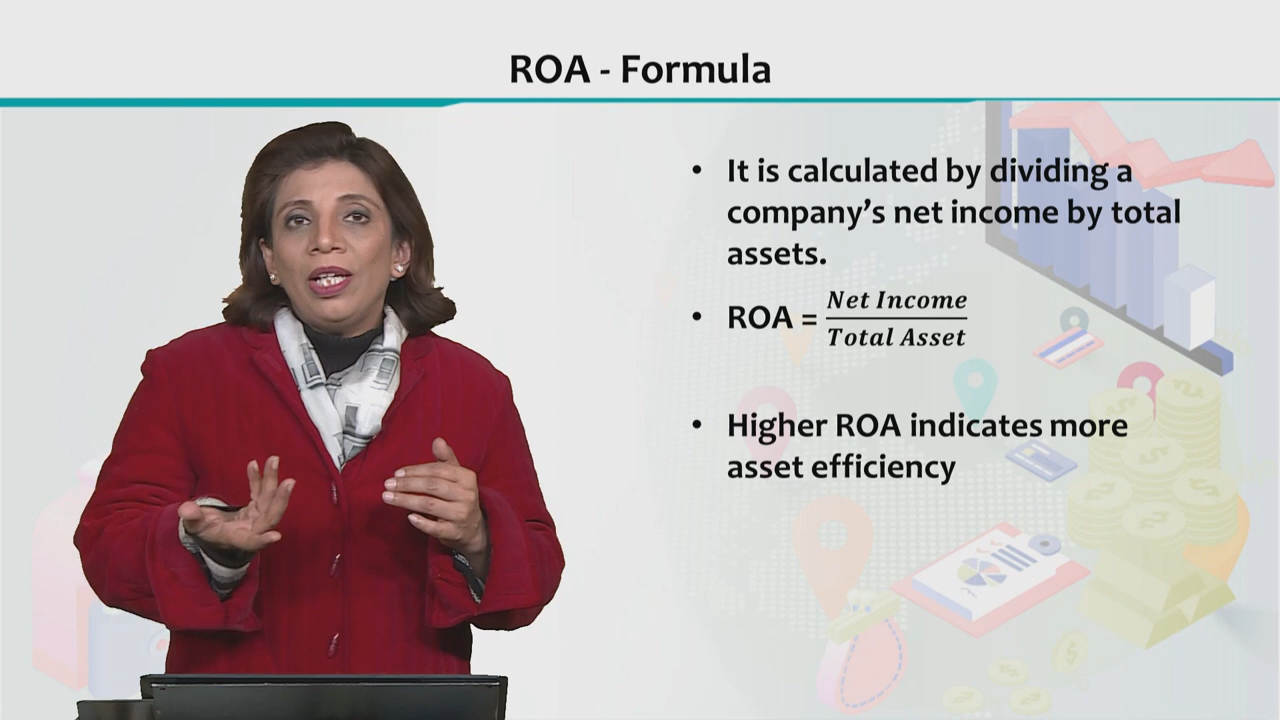 ROA - Formula
• It is calculated by dividing a
company's net income by total
assets.
• ROA = Net Income / Total Asset
• Higher ROA indicates more
asset efficiency